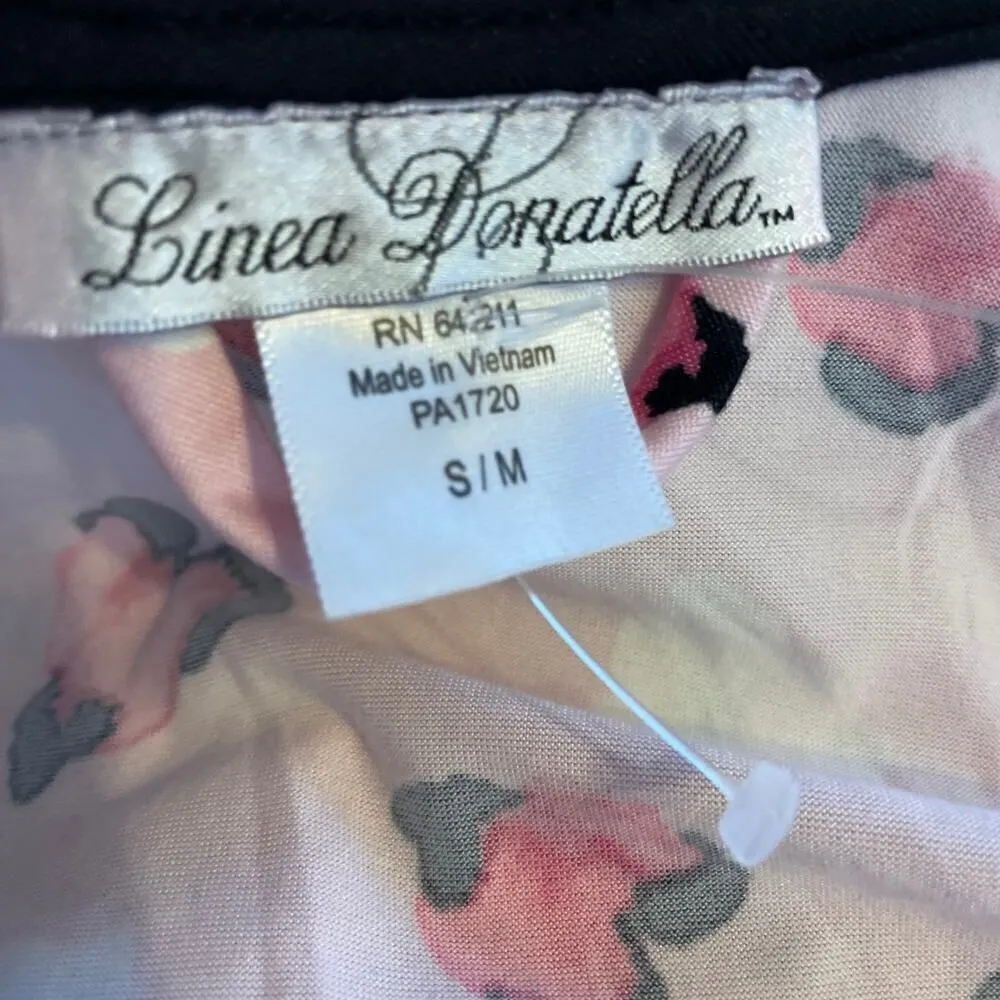 Linea Donatella™
RN 64211
Made in Vietnam
PA1720
S / M